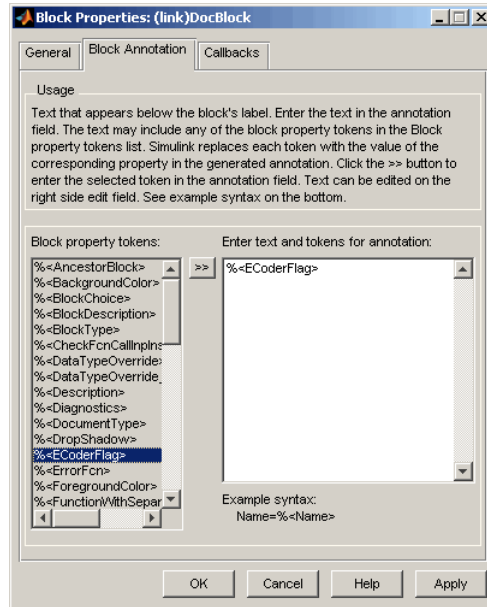 Block Properties: (link)DocBlock
General
Block Annotation
Callbacks
Usage
Text that appears below the block's label. Enter the text in the annotation
field. The text may include any of the block property tokens in the Block
property tokens list. Simulink replaces each token with the value of the
corresponding property in the generated annotation. Click the >> button to
enter the selected token in the annotation field. Text can be edited on the
right side edit field. See example syntax on the bottom.
Block property tokens:
Enter text and tokens for annotation:
%<AncestorBlock>
%<BackgroundColor>
%<BlockChoice>
%<BlockDescription>
%<BlockType>
%<CheckFcnCallInpIns
%<DataTypeOverride>
%<DataTypeOverride_
%<Description>
%<Diagnostics>
%<DocumentType>
%<DropShadow>
%<ECoderFlag>
%<ErrorFcn>
%<ForegroundColor>
%<FunctionWithSepar
>>
%<ECoderFlag>
Example syntax:
Name=%<Name>
OK
Cancel
Help
Apply